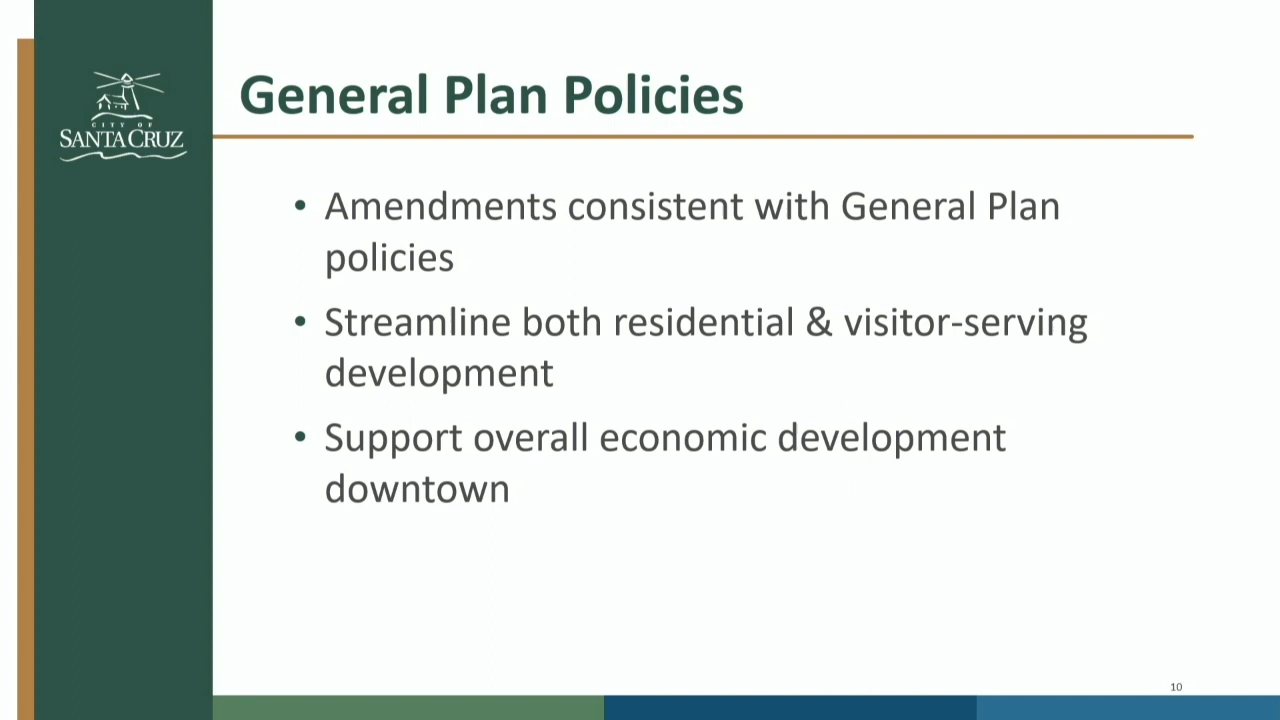 CITY OF
SANTA CRUZ
General Plan Policies
• Amendments consistent with General Plan
policies
• Streamline both residential & visitor-serving
development
• Support overall economic development
downtown
10